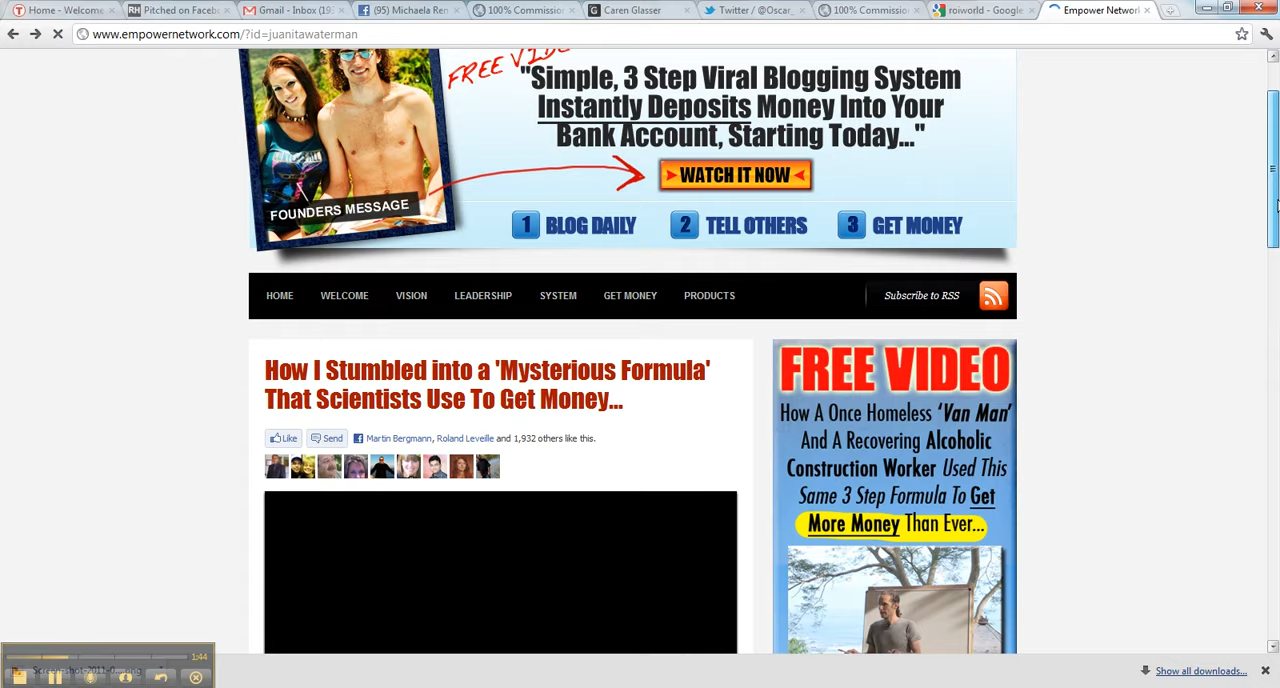 Home - Welcome
Pitched on Facebo
Gmail - Inbox (19
(95) Michaela Ren
100% Commission
Caren Glasser
Twitter / @Oscar_
100% Commission
roiworld - Google
Empower Network
www.empowernetwork.com/?id=juanitawaterman
FREE VIDEO
"Simple, 3 Step Viral Blogging System
Instantly Deposits Money Into Your
Bank Account, Starting Today..."
WATCH IT NOW
FOUNDERS MESSAGE
1 BLOG DAILY 2 TELL OTHERS 3 GET MONEY
HOME WELCOME VISION LEADERSHIP SYSTEM GET MONEY PRODUCTS Subscribe to RSS
How I Stumbled into a 'Mysterious Formula'
That Scientists Use To Get Money...
Like Send Martin Bergmann, Roland Leveille and 1,932 others like this.
FREE VIDEO
How A Once Homeless 'Van Man'
And A Recovering Alcoholic
Construction Worker Used This
Same 3 Step Formula To Get
More Money Than Ever...
1:44
Show all downloads...